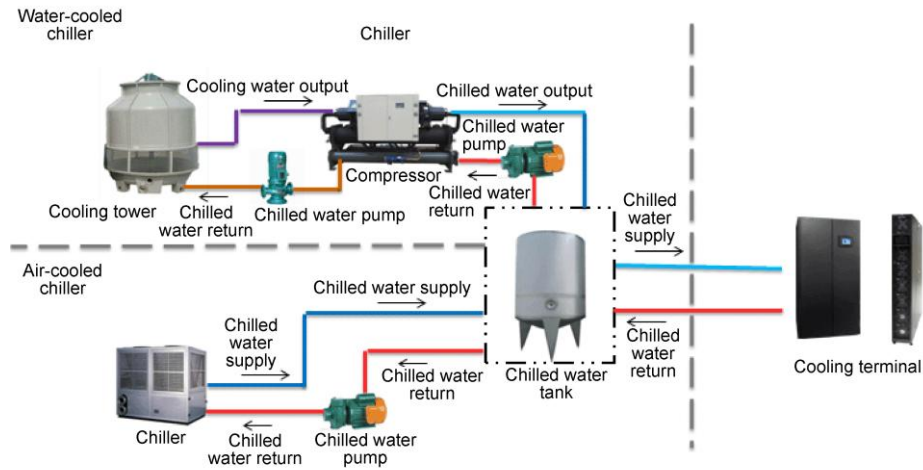 Water-cooled
chiller
Chiller
Cooling water output
Chilled water output
Chilled water
pump
Compressor
Chilled
water
return
Cooling tower
Chilled
water return
Chilled water pump
Chilled
water
supply
Air-cooled
chiller
Chilled water supply
Chilled
water
supply
Chilled water
return
Chilled water
tank
Chilled
water
return
Cooling terminal
Chiller
Chilled
water return
Chilled water
pump